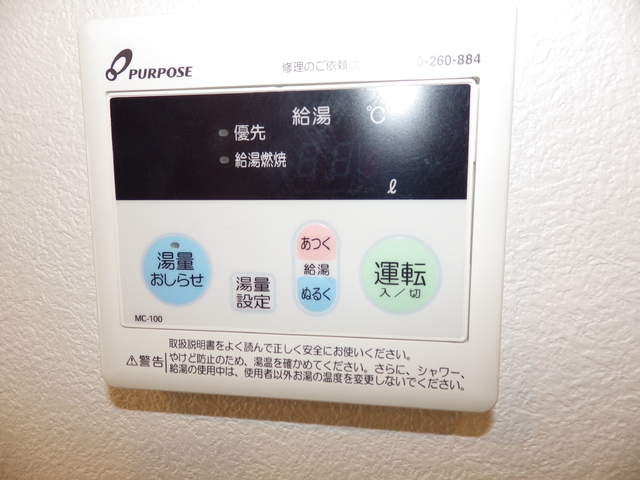 PURPOSE
修理のご依頼は
0-260-884
給湯 ℃
優先
給湯燃焼
ℓ
湯量
おしらせ
湯量
設定
あつく
給湯
ぬるく
運転
入／切
MC-100
取扱説明書をよく読んで正しく安全にお使いください。
⚠警告
やけど防止のため、湯温を確かめてください。さらに、シャワー、
給湯の使用中は、使用者以外お湯の温度を変更しないでください。